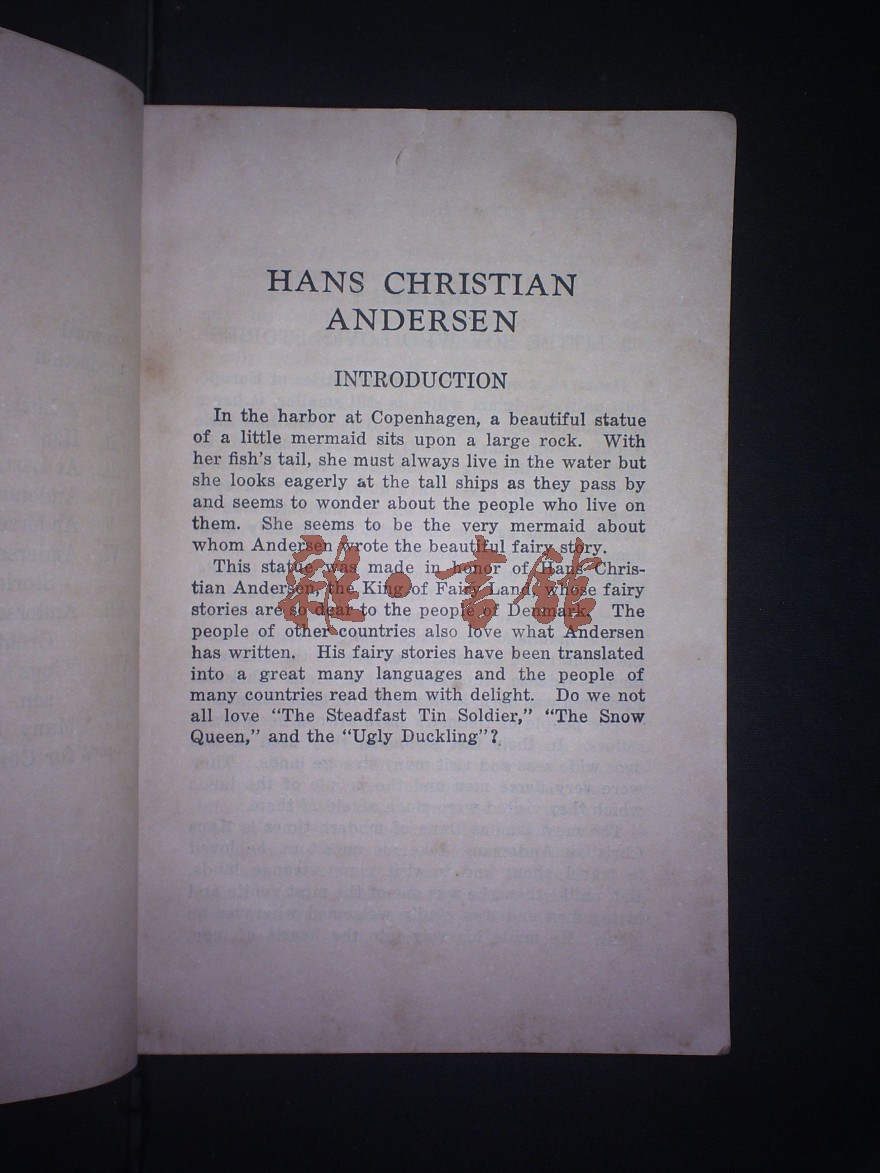 HANS CHRISTIAN
ANDERSEN
INTRODUCTION
In the harbor at Copenhagen, a beautiful statue
of a little mermaid sits upon a large rock. With
her fish's tail, she must always live in the water but
she looks eagerly at the tall ships as they pass by
and seems to wonder about the people who live on
them. She seems to be the very mermaid about
whom Andersen wrote the beautiful fairy story.
This statue was made in honor of Hans Chris-
tian Andersen, the King of Fairy Land, whose fairy
stories are so dear to the people of Denmark. The
people of other countries also love what Andersen
has written. His fairy stories have been translated
into a great many languages and the people of
many countries read them with delight. Do we not
all love “The Steadfast Tin Soldier,” “The Snow
Queen,” and the “Ugly Duckling”?
雜·書館